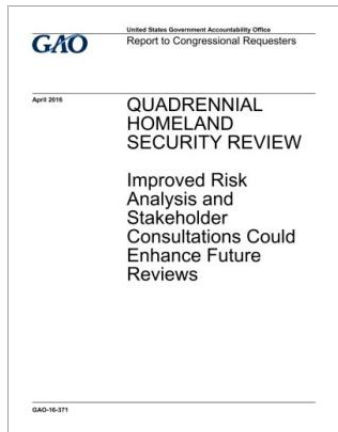 United States Government Accountability Office
GAO
Report to Congressional Requesters
April 2016
QUADRENNIAL
HOMELAND
SECURITY REVIEW
Improved Risk
Analysis and
Stakeholder
Consultations Could
Enhance Future
Reviews
GAO-16-371